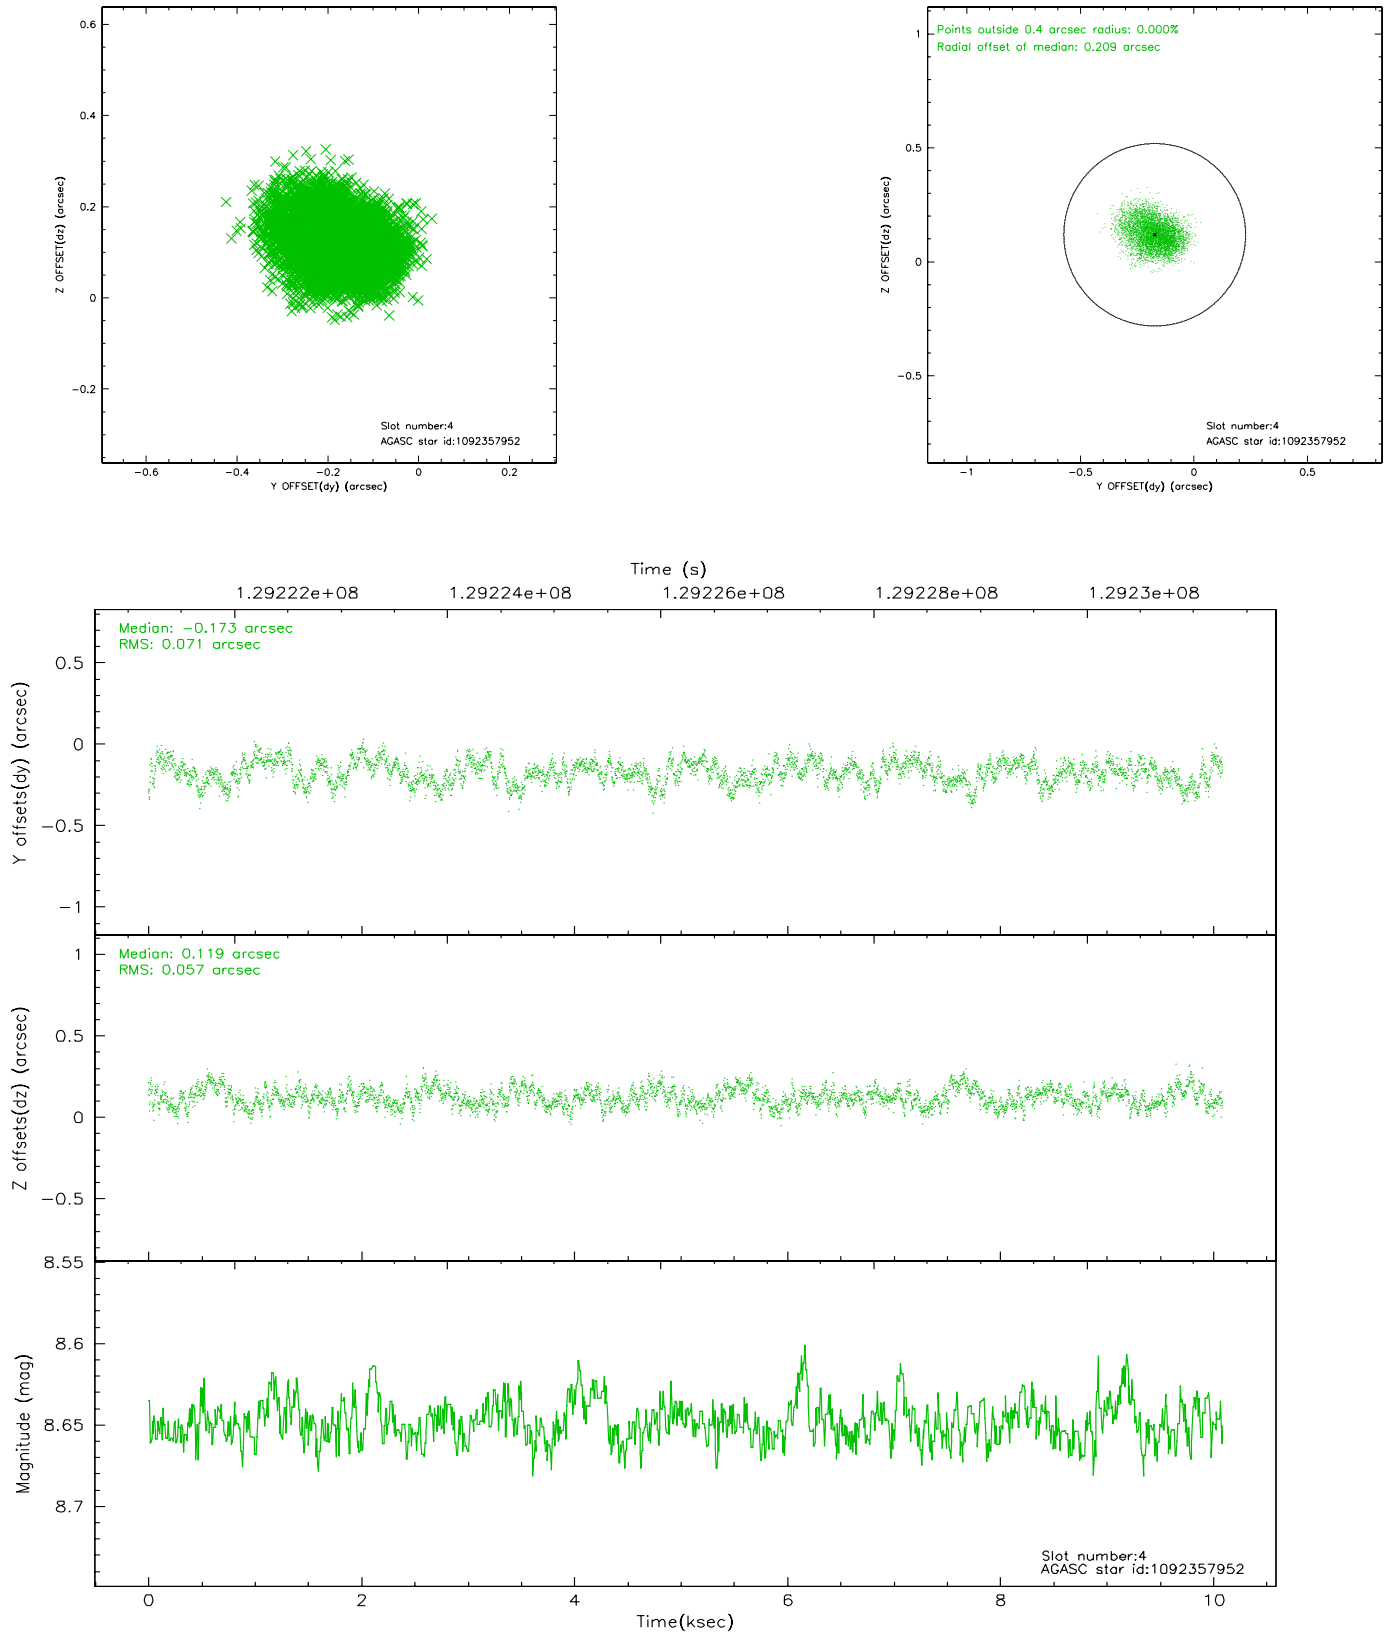 0.6
0.4
0.2
0
−0.2
Z OFFSET(dz) (arcsec)
Slot number:4
AGASC star id:1092357952
−0.6 −0.4 −0.2 0 0.2
Y OFFSET(dy) (arcsec)
Points outside 0.4 arcsec radius: 0.000%
Radial offset of median: 0.209 arcsec
1
0.5
0
−0.5
Z OFFSET(dz) (arcsec)
Slot number:4
AGASC star id:1092357952
−1 −0.5 0 0.5
Y OFFSET(dy) (arcsec)
Time (s)
1.29222e+08 1.29224e+08 1.29226e+08 1.29228e+08 1.2923e+08
Median: −0.173 arcsec
RMS: 0.071 arcsec
0.5
0
−0.5
−1
Y offsets(dy) (arcsec)
Median: 0.119 arcsec
RMS: 0.057 arcsec
1
0.5
0
−0.5
Z offsets(dz) (arcsec)
8.55
8.6
8.65
8.7
Magnitude (mag)
Slot number:4
AGASC star id:1092357952
0 2 4 6 8 10
Time(ksec)